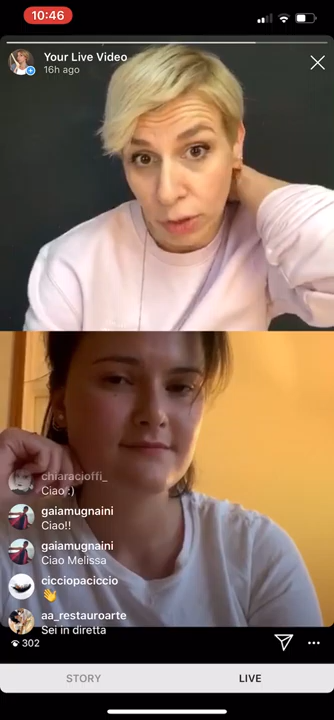 10:46
Your Live Video
16h ago
chiaracioffi_
Ciao :)
gaiamugnaini
Ciao!!
gaiamugnaini
Ciao Melissa
cicciopaciccio
👋
aa_restauroarte
Sei in diretta
302
STORY LIVE